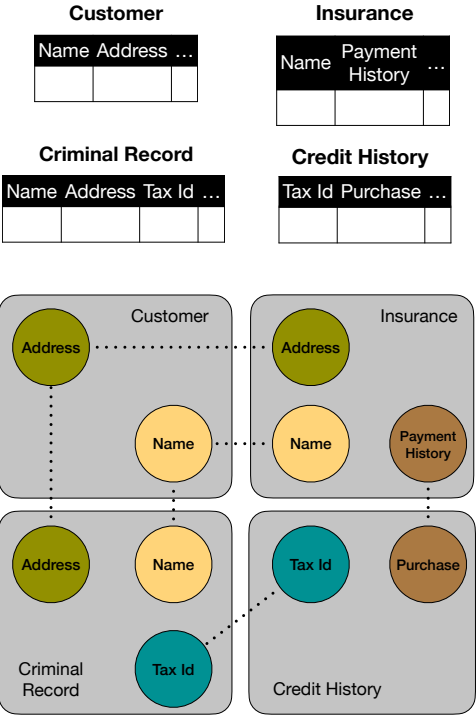 Customer
Name Address ...
Insurance
Name Payment History ...
Criminal Record
Name Address Tax Id ...
Credit History
Tax Id Purchase ...
Customer
Address
Name
Insurance
Address
Name
Payment
History
Address
Name
Tax Id
Criminal
Record
Tax Id
Purchase
Credit History